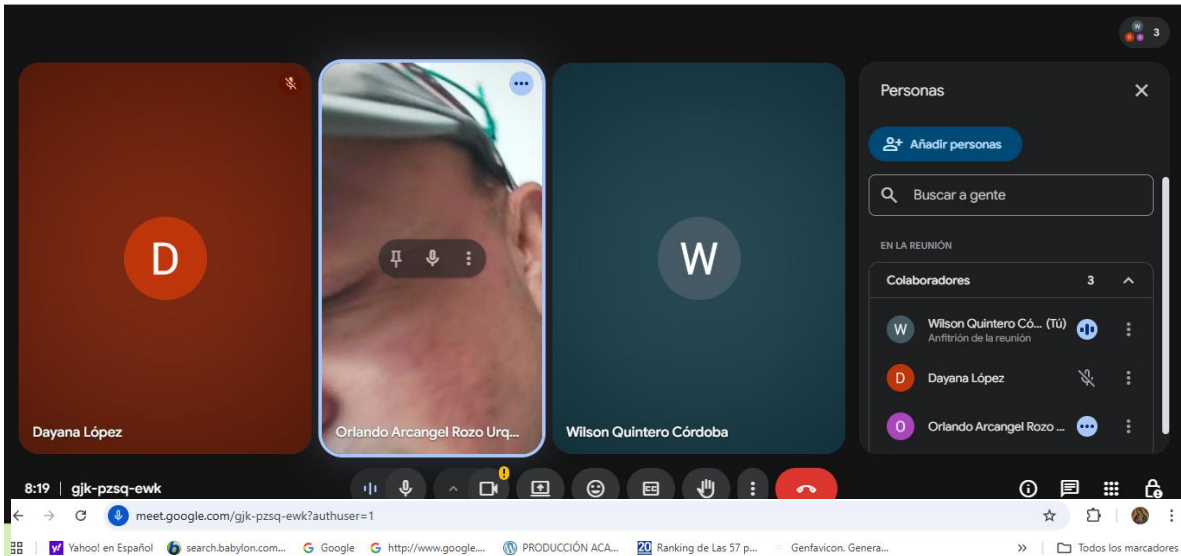 W
D O
3
Personas
Añadir personas
Buscar a gente
EN LA REUNIÓN
Colaboradores 3
W Wilson Quintero Có... (Tú)
Anfitrión de la reunión
D Dayana López
O Orlando Arcangel Rozo ...
D
W
Dayana López
Orlando Arcangel Rozo Urq...
Wilson Quintero Córdoba
8:19 | gjk-pzsq-ewk
CC
meet.google.com/gjk-pzsq-ewk?authuser=1
Yahoo! en Español search.babylon.com... Google http://www.google.... PRODUCCIÓN ACA... 20 Ranking de Las 57 p... Genfavicon. Genera... » Todos los marcadores